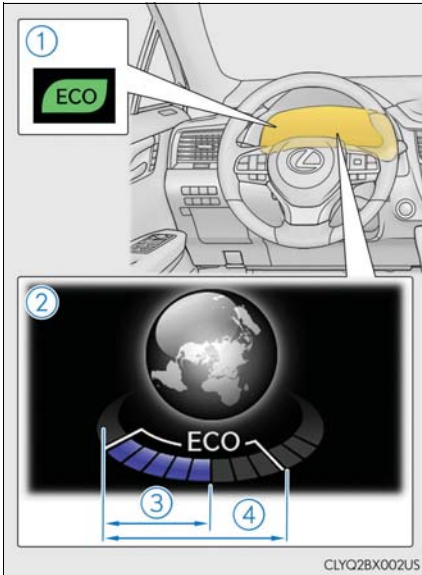 ①
ECO
②
ECO
③
④
CLYQ2BX002US